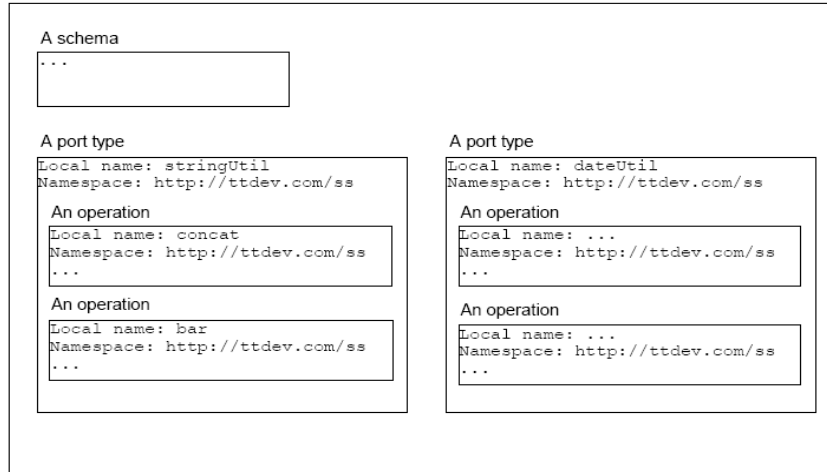 A schema
...
A port type
Local name: stringUtil
Namespace: http://ttdev.com/ss
An operation
Local name: concat
Namespace: http://ttdev.com/ss
...
An operation
Local name: bar
Namespace: http://ttdev.com/ss
...
A port type
Local name: dateUtil
Namespace: http://ttdev.com/ss
An operation
Local name: ...
Namespace: http://ttdev.com/ss
...
An operation
Local name: ...
Namespace: http://ttdev.com/ss
...